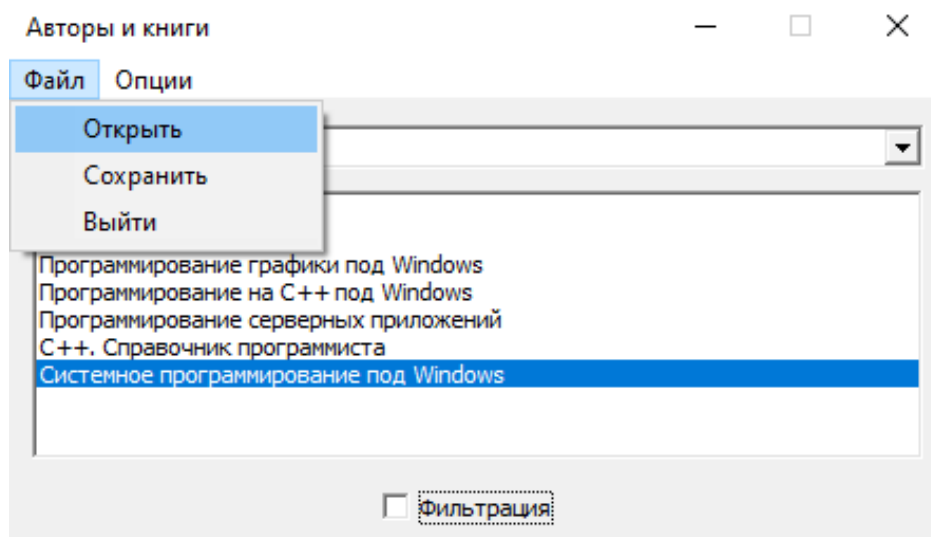 Авторы и книги
Файл Опции
Открыть
Сохранить
Выйти
Программирование графики под Windows
Программирование на C++ под Windows
Программирование серверных приложений
C++. Справочник программиста
Системное программирование под Windows
Фильтрация